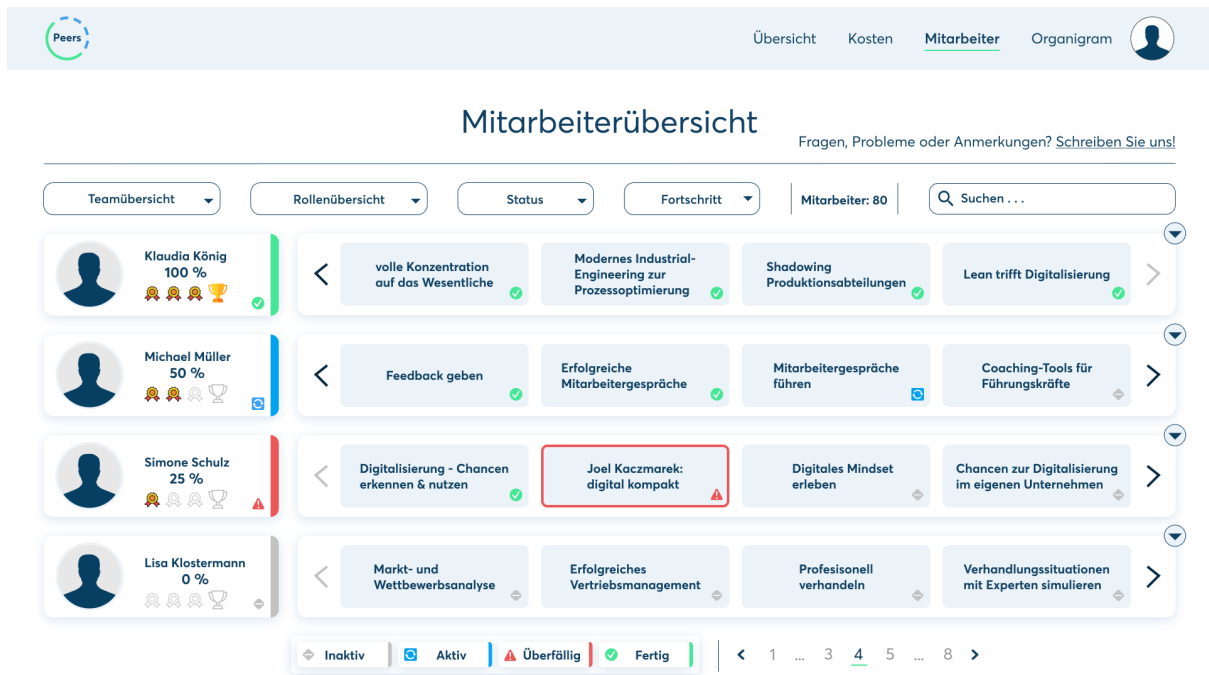 Peers
Übersicht
Kosten
Mitarbeiter
Organigram
Mitarbeiterübersicht
Fragen, Probleme oder Anmerkungen? Schreiben Sie uns!
Teamübersicht
Rollenübersicht
Status
Fortschritt
Mitarbeiter: 80
Suchen . . .
Klaudia König
100 %
volle Konzentration
auf das Wesentliche
Modernes Industrial-
Engineering zur
Prozessoptimierung
Shadowing
Produktionsabteilungen
Lean trifft Digitalisierung
Michael Müller
50 %
Feedback geben
Erfolgreiche
Mitarbeitergespräche
Mitarbeitergespräche
führen
Coaching-Tools für
Führungskräfte
Simone Schulz
25 %
Digitalisierung - Chancen
erkennen & nutzen
Joel Kaczmarek:
digital kompakt
Digitales Mindset
erleben
Chancen zur Digitalisierung
im eigenen Unternehmen
Lisa Klostermann
0 %
Markt- und
Wettbewerbsanalyse
Erfolgreiches
Vertriebsmanagement
Profesisonell
verhandeln
Verhandlungssituationen
mit Experten simulieren
Inaktiv
Aktiv
Überfällig
Fertig
1 ... 3 4 5 ... 8